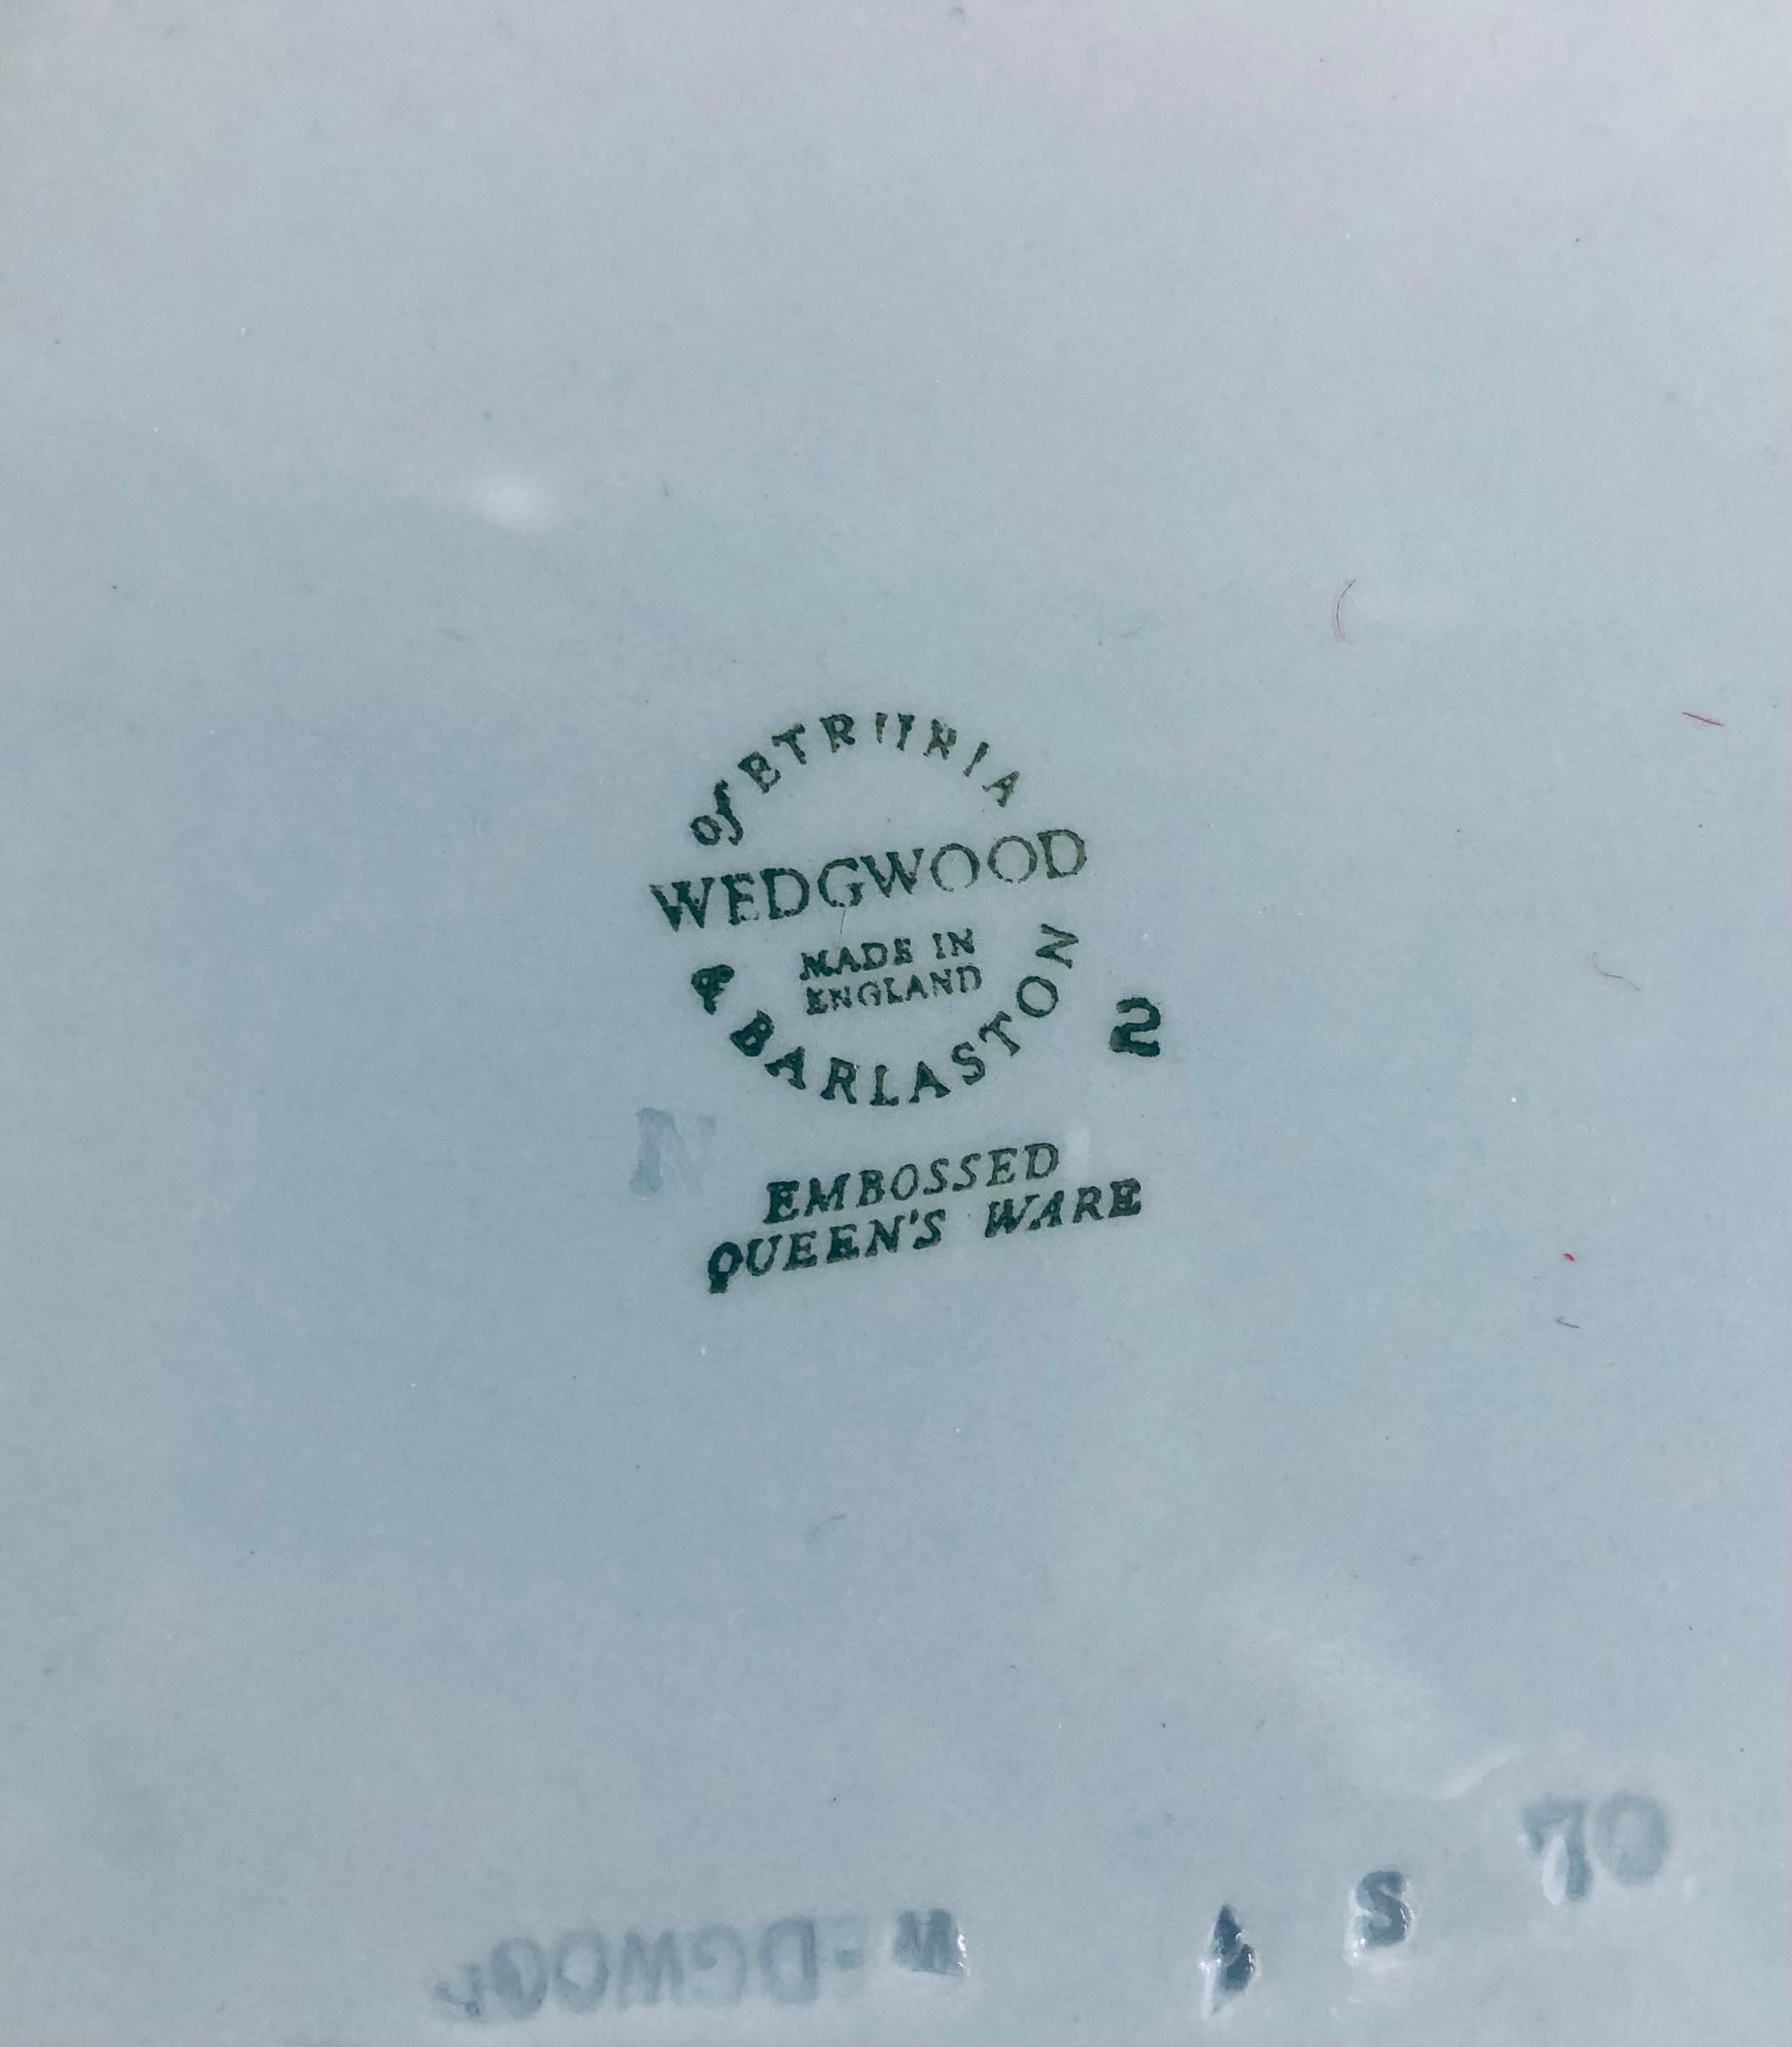 of ETRURIA
WEDGWOOD
MADE IN
ENGLAND
& BARLASTON
2
N
EMBOSSED
QUEEN'S WARE
70
S
WEDGWOOD